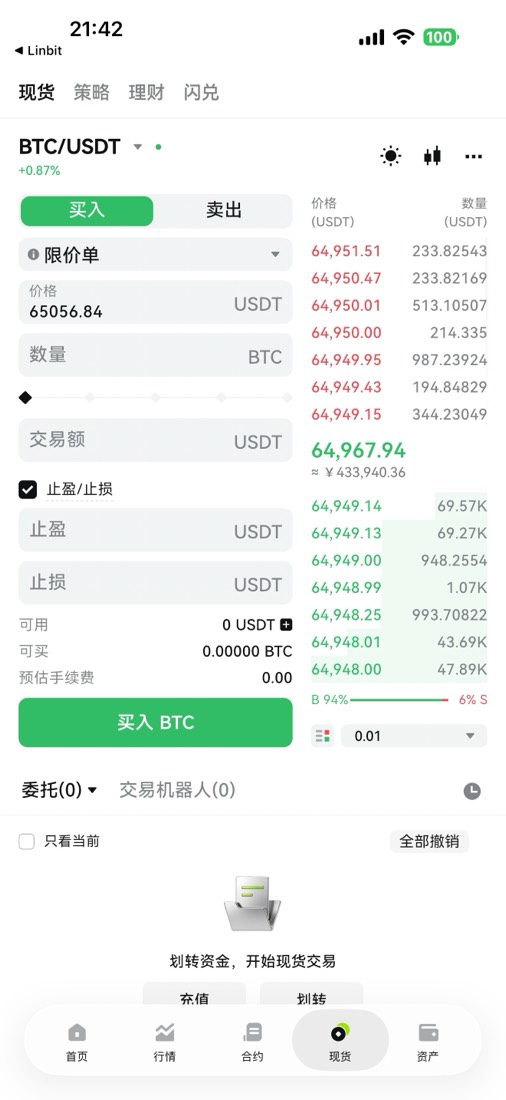 21:42
100
◀ Linbit
现货 策略 理财 闪兑
BTC/USDT
+0.87%
买入 卖出
限价单
价格
65056.84 USDT
数量 BTC
交易额 USDT
止盈/止损
止盈 USDT
止损 USDT
可用 0 USDT
可买 0.00000 BTC
预估手续费 0.00
买入 BTC
价格 数量
(USDT) (USDT)
64,951.51 233.82543
64,950.47 233.82169
64,950.01 513.10507
64,950.00 214.335
64,949.95 987.23924
64,949.43 194.84829
64,949.15 344.23049
64,967.94
≈ ¥433,940.36
64,949.14 69.57K
64,949.13 69.27K
64,949.00 948.2554
64,948.99 1.07K
64,948.25 993.70822
64,948.01 43.69K
64,948.00 47.89K
B 94% 6% S
0.01
委托(0) 交易机器人(0)
只看当前 全部撤销
划转资金，开始现货交易
充值 划转
首页 行情 合约 现货 资产